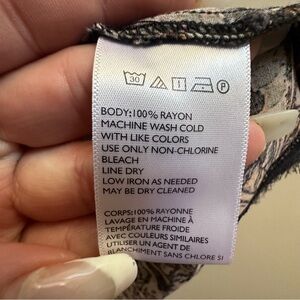 30
P
BODY:100% RAYON
MACHINE WASH COLD
WITH LIKE COLORS
USE ONLY NON-CHLORINE
BLEACH
LINE DRY
LOW IRON AS NEEDED
MAY BE DRY CLEANED
CORPS:100% RAYONNE
LAVAGE EN MACHINE À
TEMPÉRATURE FROIDE
AVEC COULEURS SIMILAIRES
UTILISER UN AGENT DE
BLANCHIMENT SANS CHLORE SI